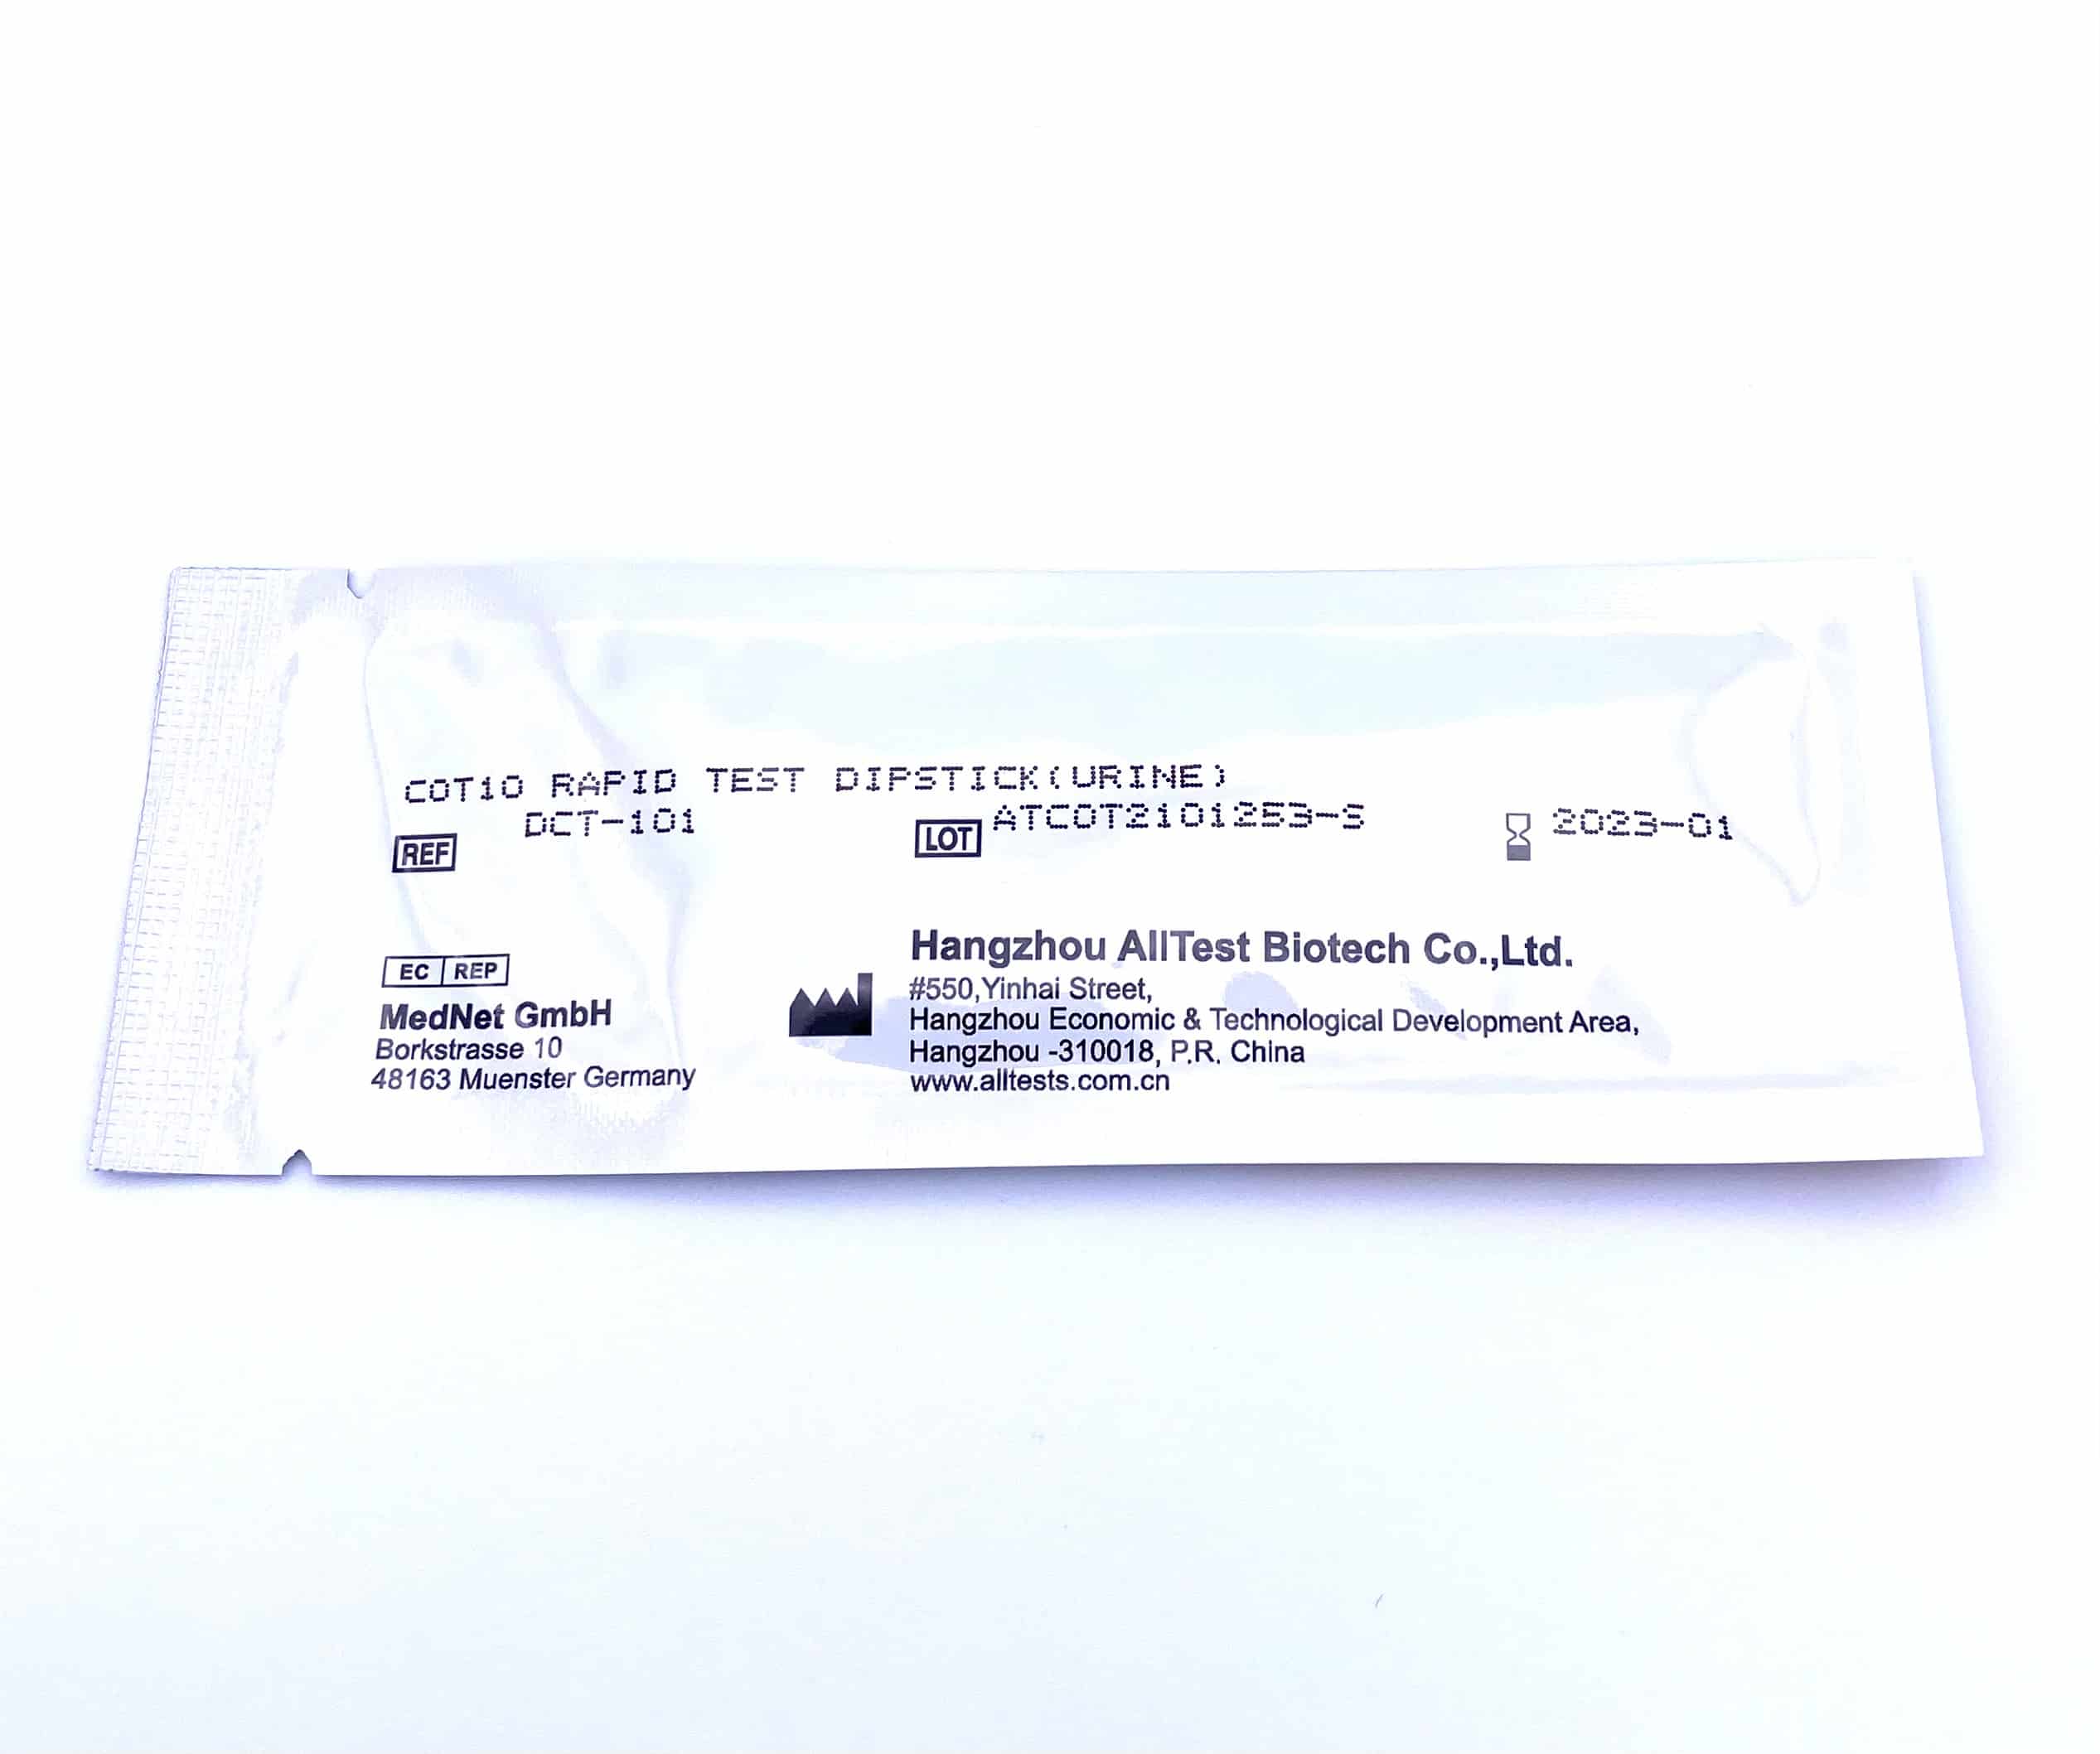 COT10 RAPID TEST DIPSTICK(URINE)
REF DCT-101
LOT ATCOT2101253-S
2023-01
EC REP
MedNet GmbH
Borkstrasse 10
48163 Muenster Germany
Hangzhou AllTest Biotech Co.,Ltd.
#550,Yinhai Street,
Hangzhou Economic & Technological Development Area,
Hangzhou -310018, P.R. China
www.alltests.com.cn